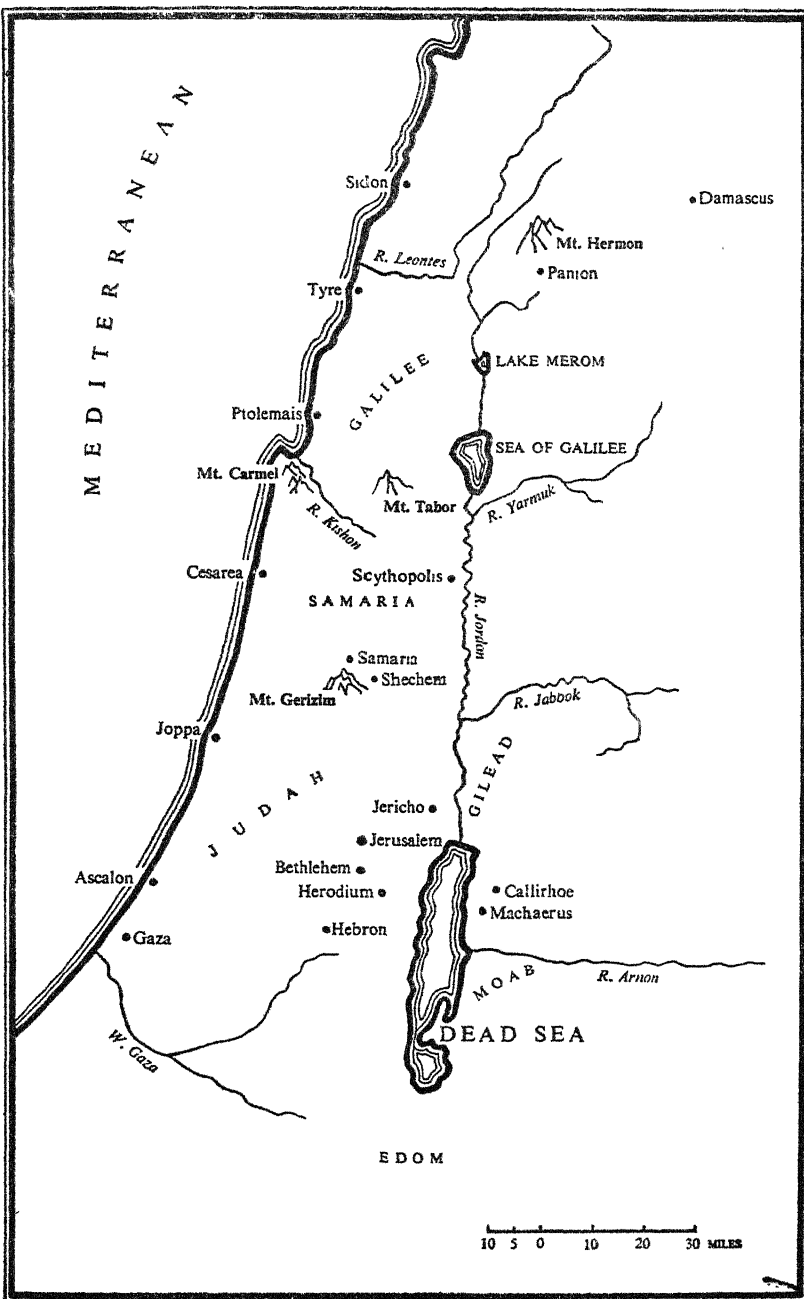 MEDITERRANEAN
Sidon
Damascus
Mt. Hermon
R. Leontes
Panion
Tyre
LAKE MEROM
GALILEE
Ptolemais
SEA OF GALILEE
Mt. Carmel
Mt. Tabor
R. Yarmuk
R. Kishon
Cesarea
Scythopolis
SAMARIA
R. Jordon
Samaria
Shechem
Mt. Gerizim
R. Jabbok
Joppa
GILEAD
JUDAH
Jericho
Jerusalem
Bethlehem
Ascalon
Herodium
Callirhoe
Machaerus
Hebron
Gaza
MOAB
R. Arnon
DEAD SEA
W. Gaza
EDOM
10 5 0 10 20 30 MILES